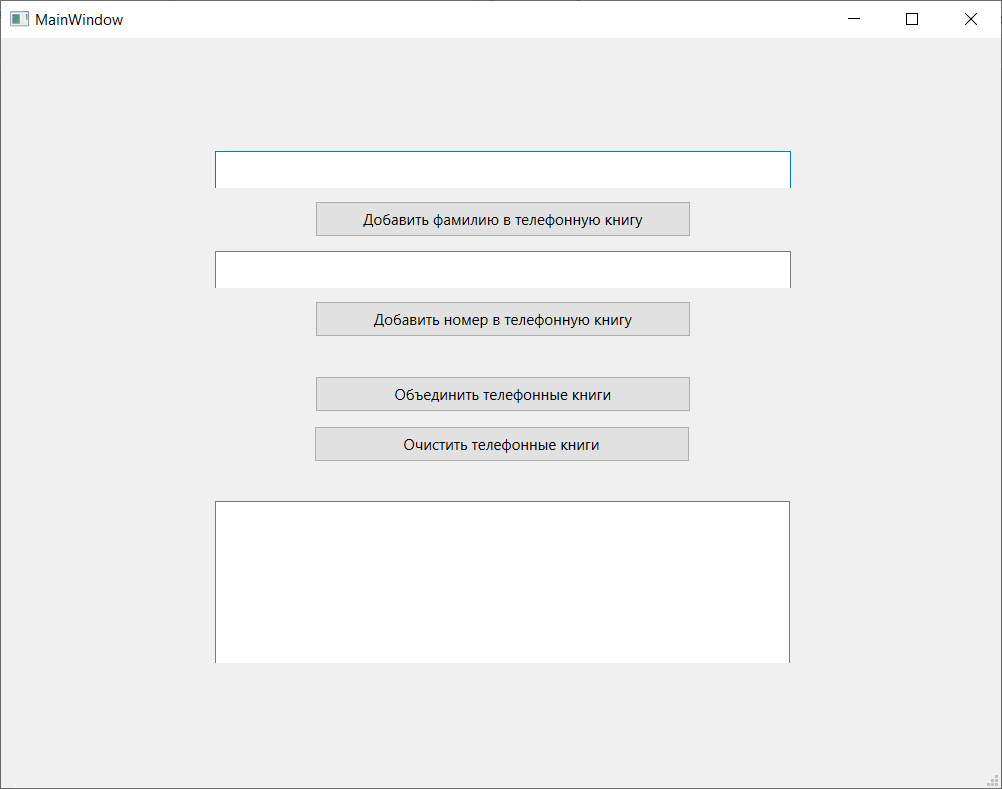 MainWindow
Добавить фамилию в телефонную книгу
Добавить номер в телефонную книгу
Объединить телефонные книги
Очистить телефонные книги